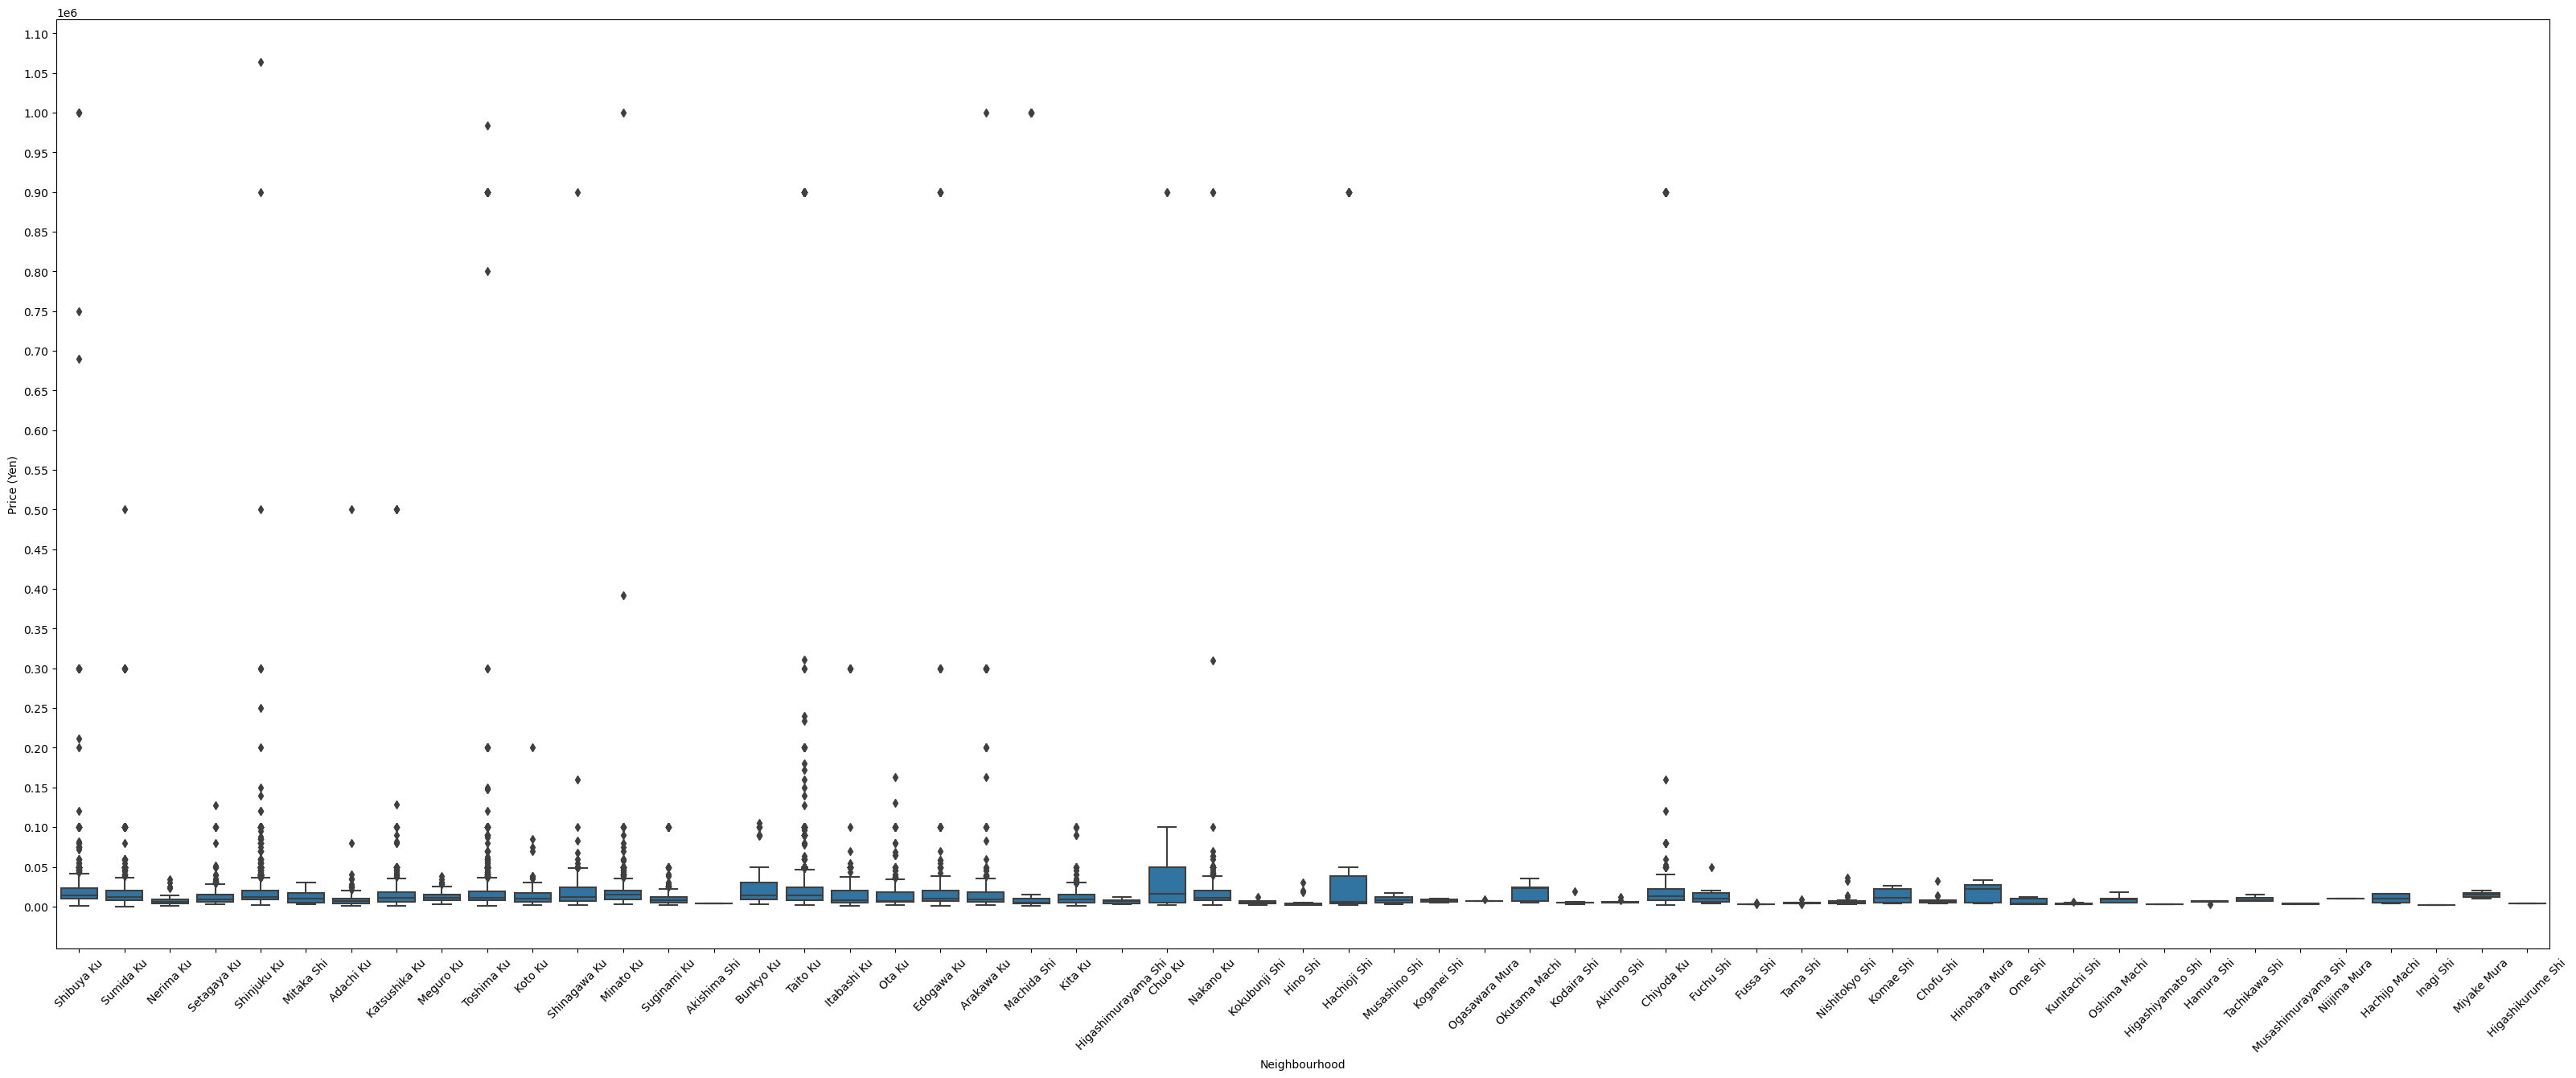 1e6
1.10
1.05
1.00
0.95
0.90
0.85
0.80
0.75
0.70
0.65
0.60
0.55
0.50
0.45
0.40
0.35
0.30
0.25
0.20
0.15
0.10
0.05
0.00
Price (Yen)
Shibuya Ku
Sumida Ku
Nerima Ku
Setagaya Ku
Shinjuku Ku
Mitaka Shi
Adachi Ku
Katsushika Ku
Meguro Ku
Toshima Ku
Koto Ku
Shinagawa Ku
Minato Ku
Suginami Ku
Akishima Shi
Bunkyo Ku
Taito Ku
Itabashi Ku
Ota Ku
Edogawa Ku
Arakawa Ku
Machida Shi
Kita Ku
Higashimurayama Shi
Chuo Ku
Nakano Ku
Kokubunji Shi
Hino Shi
Hachioji Shi
Musashino Shi
Koganei Shi
Ogasawara Mura
Okutama Machi
Kodaira Shi
Akiruno Shi
Chiyoda Ku
Fuchu Shi
Fussa Shi
Tama Shi
Nishitokyo Shi
Komae Shi
Chofu Shi
Hinohara Mura
Ome Shi
Kunitachi Shi
Oshima Machi
Higashiyamato Shi
Hamura Shi
Tachikawa Shi
Musashimurayama Shi
Niijima Mura
Hachijo Machi
Inagi Shi
Miyake Mura
Higashikurume Shi
Neighbourhood